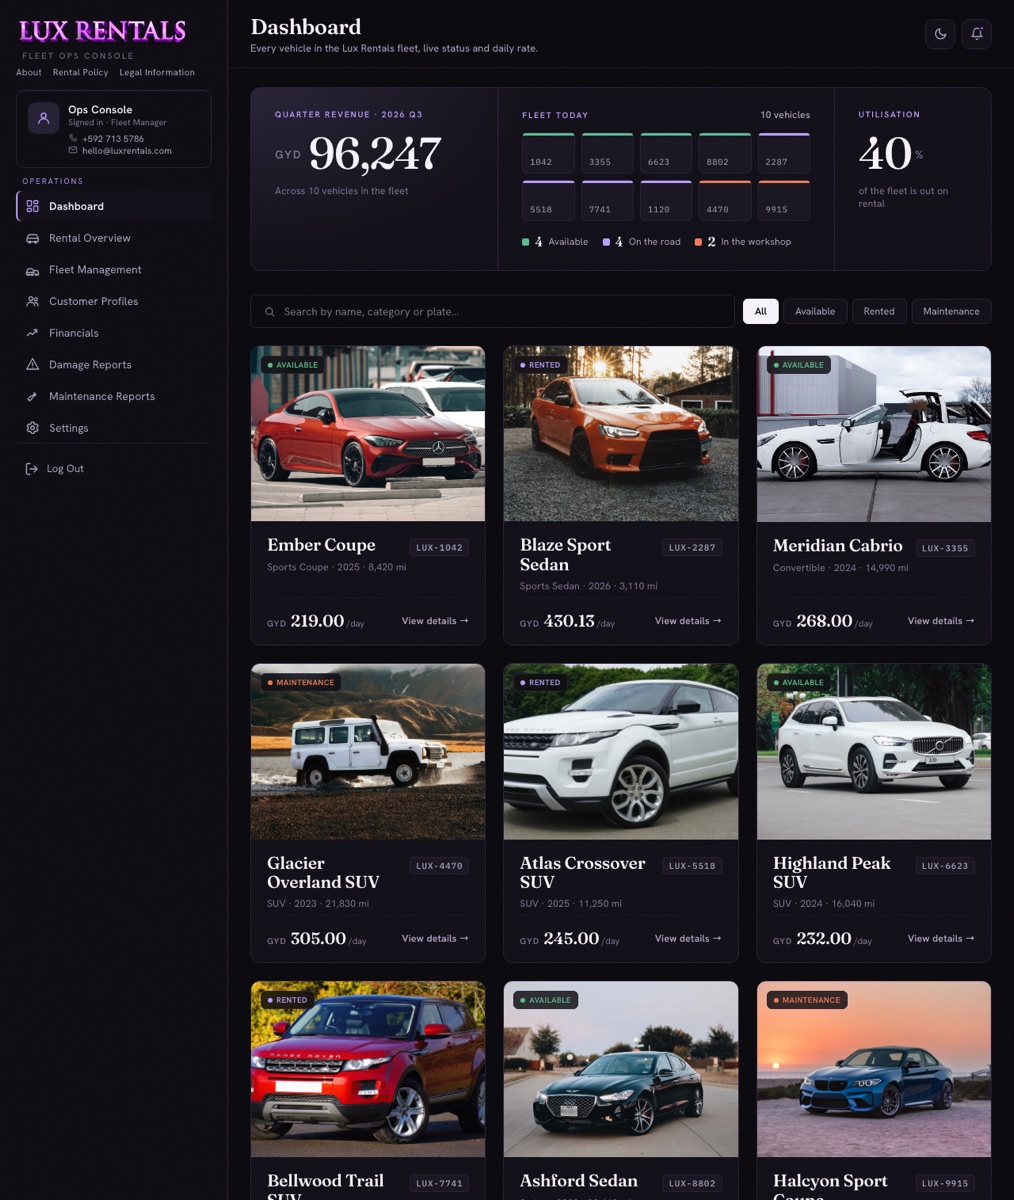 LUX RENTALS
FLEET OPS CONSOLE
About Rental Policy Legal Information
Ops Console
Signed in · Fleet Manager
+592 713 5786
hello@luxrentals.com
OPERATIONS
Dashboard
Rental Overview
Fleet Management
Customer Profiles
Financials
Damage Reports
Maintenance Reports
Settings
Log Out
Dashboard
Every vehicle in the Lux Rentals fleet, live status and daily rate.
QUARTER REVENUE · 2026 Q3
GYD 96,247
Across 10 vehicles in the fleet
FLEET TODAY 10 vehicles
1042 3355 6623 8802 2287
5518 7741 1120 4470 9915
4 Available 4 On the road 2 In the workshop
UTILISATION
40 %
of the fleet is out on
rental
Search by name, category or plate...
All Available Rented Maintenance
AVAILABLE
Ember Coupe LUX-1042
Sports Coupe · 2025 · 8,420 mi
GYD 219.00 /day View details →
RENTED
Blaze Sport LUX-2287
Sedan
Sports Sedan · 2026 · 3,110 mi
GYD 430.13 /day View details →
AVAILABLE
Meridian Cabrio LUX-3355
Convertible · 2024 · 14,990 mi
GYD 268.00 /day View details →
MAINTENANCE
Glacier LUX-4470
Overland SUV
SUV · 2023 · 21,830 mi
GYD 305.00 /day View details →
RENTED
Atlas Crossover LUX-5518
SUV
SUV · 2025 · 11,250 mi
GYD 245.00 /day View details →
AVAILABLE
Highland Peak LUX-6623
SUV
SUV · 2024 · 16,040 mi
GYD 232.00 /day View details →
RENTED
RANGE ROVER
Bellwood Trail LUX-7741
SUV
AVAILABLE
Ashford Sedan LUX-8802
MAINTENANCE
Halcyon Sport LUX-9915
Coupe